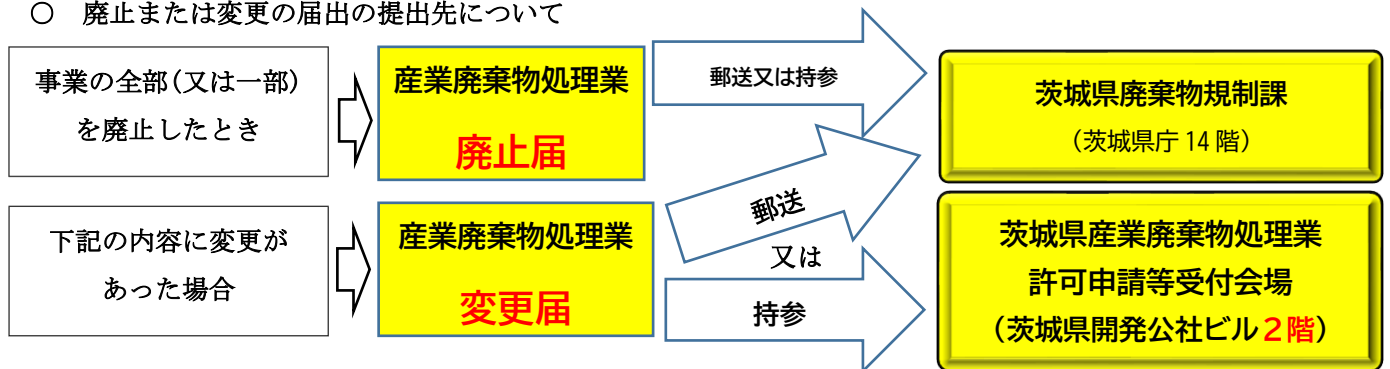 ○ 廃止または変更の届出の提出先について
事業の全部(又は一部)
を廃止したとき
産業廃棄物処理業
廃止届
郵送又は持参
茨城県廃棄物規制課
(茨城県庁 14 階)
下記の内容に変更が
あった場合
産業廃棄物処理業
変更届
郵送
又は
持参
茨城県産業廃棄物処理業
許可申請等受付会場
(茨城県開発公社ビル2階)